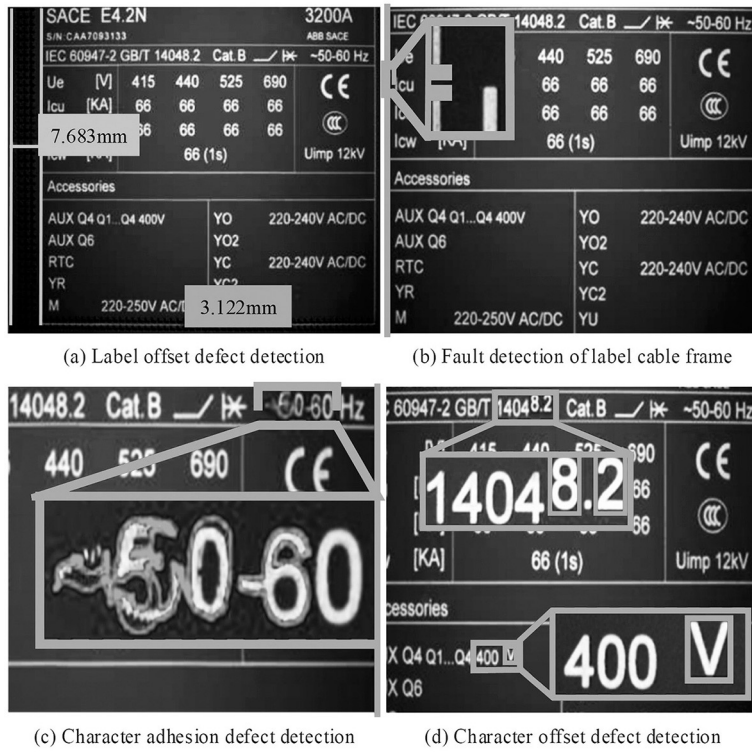 SACE E4.2N 3200A
S/N:CAA7093133 ABB SACE
IEC 60947-2 GB/T 14048.2 Cat.B ~50-60 Hz
Ue [V] 415 440 525 690
Icu [KA] 66 66 66 66
66 66 66
7.683mm
66 (1s) Uimp 12kV
Accessories
AUX Q4 Q1...Q4 400V YO 220-240V AC/DC
AUX Q6 YO2
RTC YC 220-240V AC/DC
YR YC2
M 220-250V AC/D
3.122mm
(a) Label offset defect detection
IEC 60947-2 GB/T 14048.2 Cat.B ~50-60 Hz
Ue 440 525 690
Icu 66 66 66
66 66 66
Icw [KA] 66 (1s) Uimp 12kV
Accessories
AUX Q4 Q1...Q4 400V YO 220-240V AC/DC
AUX Q6 YO2
RTC YC 220-240V AC/DC
YR YC2
M 220-250V AC/DC YU
(b) Fault detection of label cable frame
14048.2 Cat.B 60-60 Hz
440 525 690
CE
50-60
(c) Character adhesion defect detection
60947-2 GB/T 14048.2 Cat.B ~50-60 Hz
415 440 525 690
14048.2
66
66
[KA] 66 (1s) Uimp 12kV
cessories
X Q4 Q1...Q4 400 V
X Q6
400 V
(d) Character offset defect detection